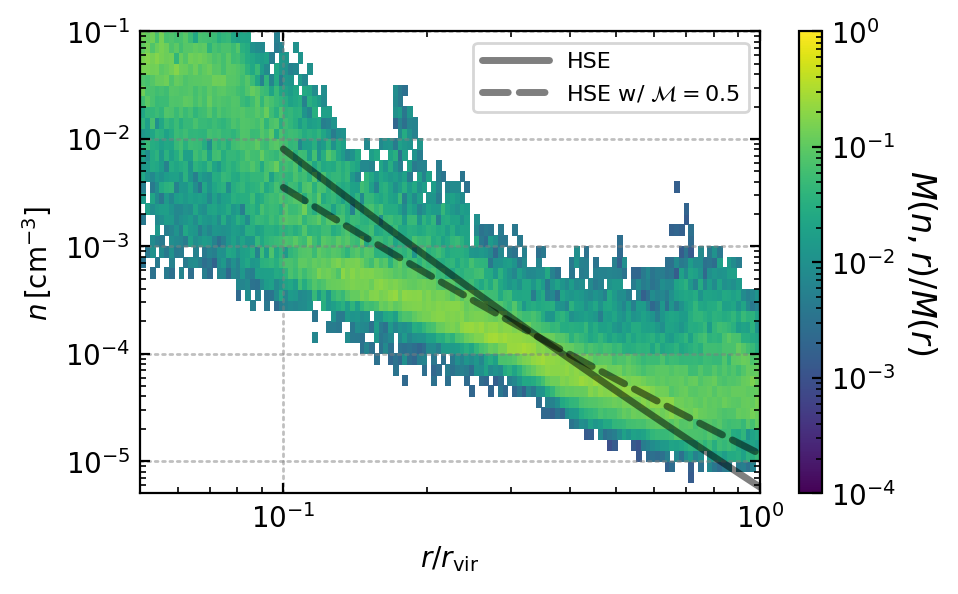 10⁻¹
10⁻²
10⁻³
10⁻⁴
10⁻⁵
n [cm⁻³]
HSE
HSE w/ ℳ = 0.5
10⁻¹
10⁰
r/r_vir
10⁰
10⁻¹
10⁻²
10⁻³
10⁻⁴
M(n, r)/M(r)